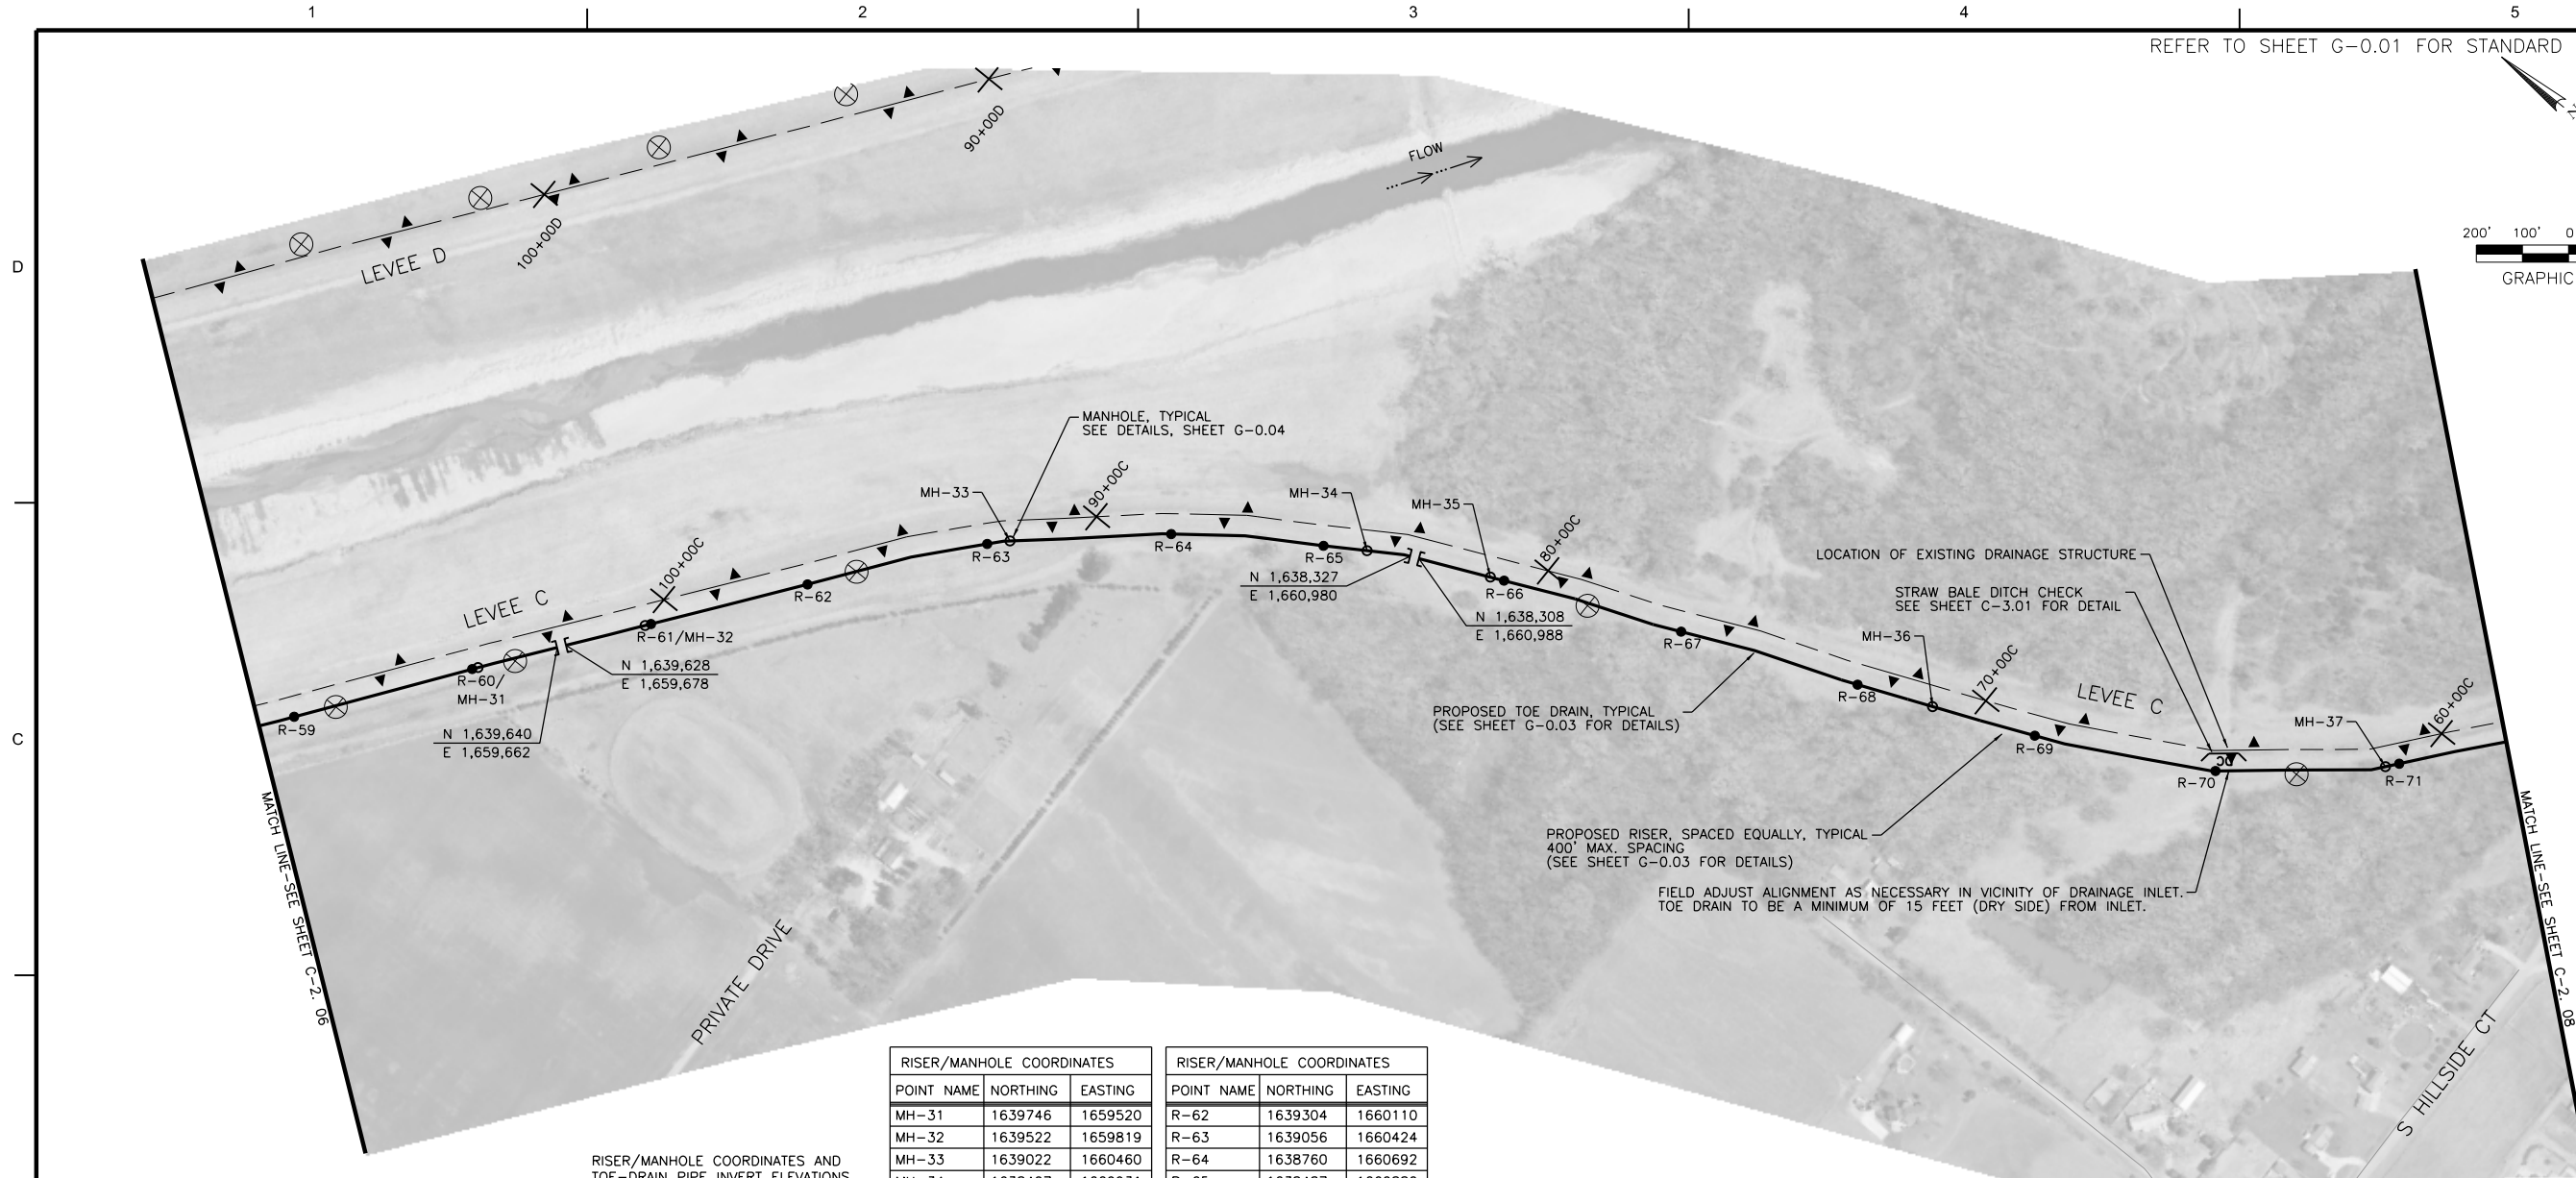 1
2
3
4
5
REFER TO SHEET G-0.01 FOR STANDARD
200' 100' 0
GRAPHIC
D
C
90+00D
100+00D
LEVEE D
FLOW
MANHOLE, TYPICAL
SEE DETAILS, SHEET G-0.04
MH-33
90+00C
MH-34
MH-35
80+00C
R-63
R-64
R-65
R-66
LOCATION OF EXISTING DRAINAGE STRUCTURE
STRAW BALE DITCH CHECK
SEE SHEET C-3.01 FOR DETAIL
100+00C
LEVEE C
R-62
R-61/MH-32
N 1,638,327
E 1,660,980
N 1,638,308
E 1,660,988
R-67
MH-36
70+00C
LEVEE C
60+00C
R-60/
MH-31
N 1,639,628
E 1,659,678
R-59
N 1,639,640
E 1,659,662
R-68
PROPOSED TOE DRAIN, TYPICAL
(SEE SHEET G-0.03 FOR DETAILS)
MH-37
R-69
DC
R-70
R-71
PROPOSED RISER, SPACED EQUALLY, TYPICAL
400' MAX. SPACING
(SEE SHEET G-0.03 FOR DETAILS)
FIELD ADJUST ALIGNMENT AS NECESSARY IN VICINITY OF DRAINAGE INLET.
TOE DRAIN TO BE A MINIMUM OF 15 FEET (DRY SIDE) FROM INLET.
MATCH LINE-SEE SHEET C-2. 06
MATCH LINE-SEE SHEET C-2. 08
PRIVATE DRIVE
S HILLSIDE CT
RISER/MANHOLE COORDINATES AND
TOE-DRAIN PIPE INVERT ELEVATIONS
RISER/MANHOLE COORDINATES
POINT NAME NORTHING EASTING
MH-31 1639746 1659520
MH-32 1639522 1659819
MH-33 1639022 1660460
RISER/MANHOLE COORDINATES
POINT NAME NORTHING EASTING
R-62 1639304 1660110
R-63 1639056 1660424
R-64 1638760 1660692